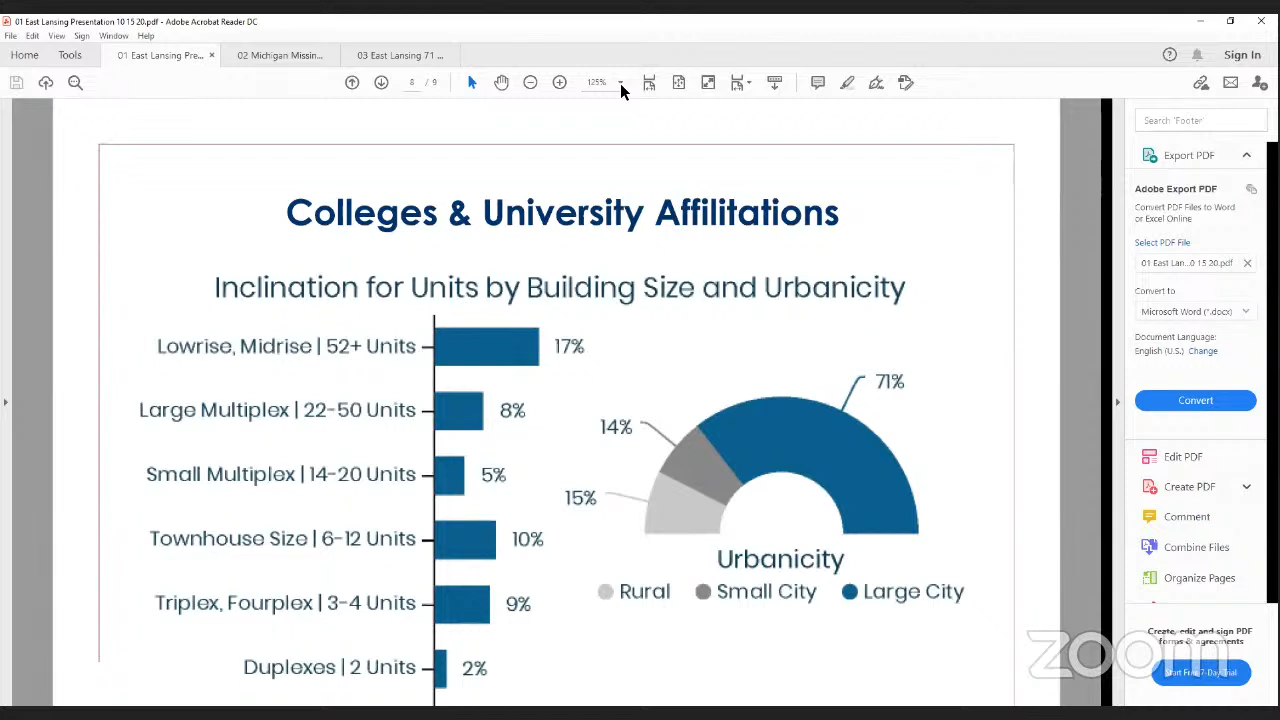 01 East Lansing Presentation 10 15 20.pdf - Adobe Acrobat Reader DC
File Edit View Sign Window Help
Home Tools 01 East Lansing Pre... × 02 Michigan Missin... 03 East Lansing 71 ... Sign In
8 / 9 125%
Search 'Footer'
Export PDF
Adobe Export PDF
Convert PDF Files to Word
or Excel Online
Select PDF File
01 East Lan...0 15 20.pdf ×
Convert to
Microsoft Word (*.docx)
Document Language:
English (U.S.) Change
Convert
Edit PDF
Create PDF
Comment
Combine Files
Organize Pages
Create, edit and sign PDF
forms & agreements
Start Free 7-Day Trial
Colleges & University Affilitations
Inclination for Units by Building Size and Urbanicity
Lowrise, Midrise | 52+ Units 17%
Large Multiplex | 22-50 Units 8%
Small Multiplex | 14-20 Units 5%
Townhouse Size | 6-12 Units 10%
Triplex, Fourplex | 3-4 Units 9%
Duplexes | 2 Units 2%
71%
14%
15%
Urbanicity
Rural Small City Large City
zoom